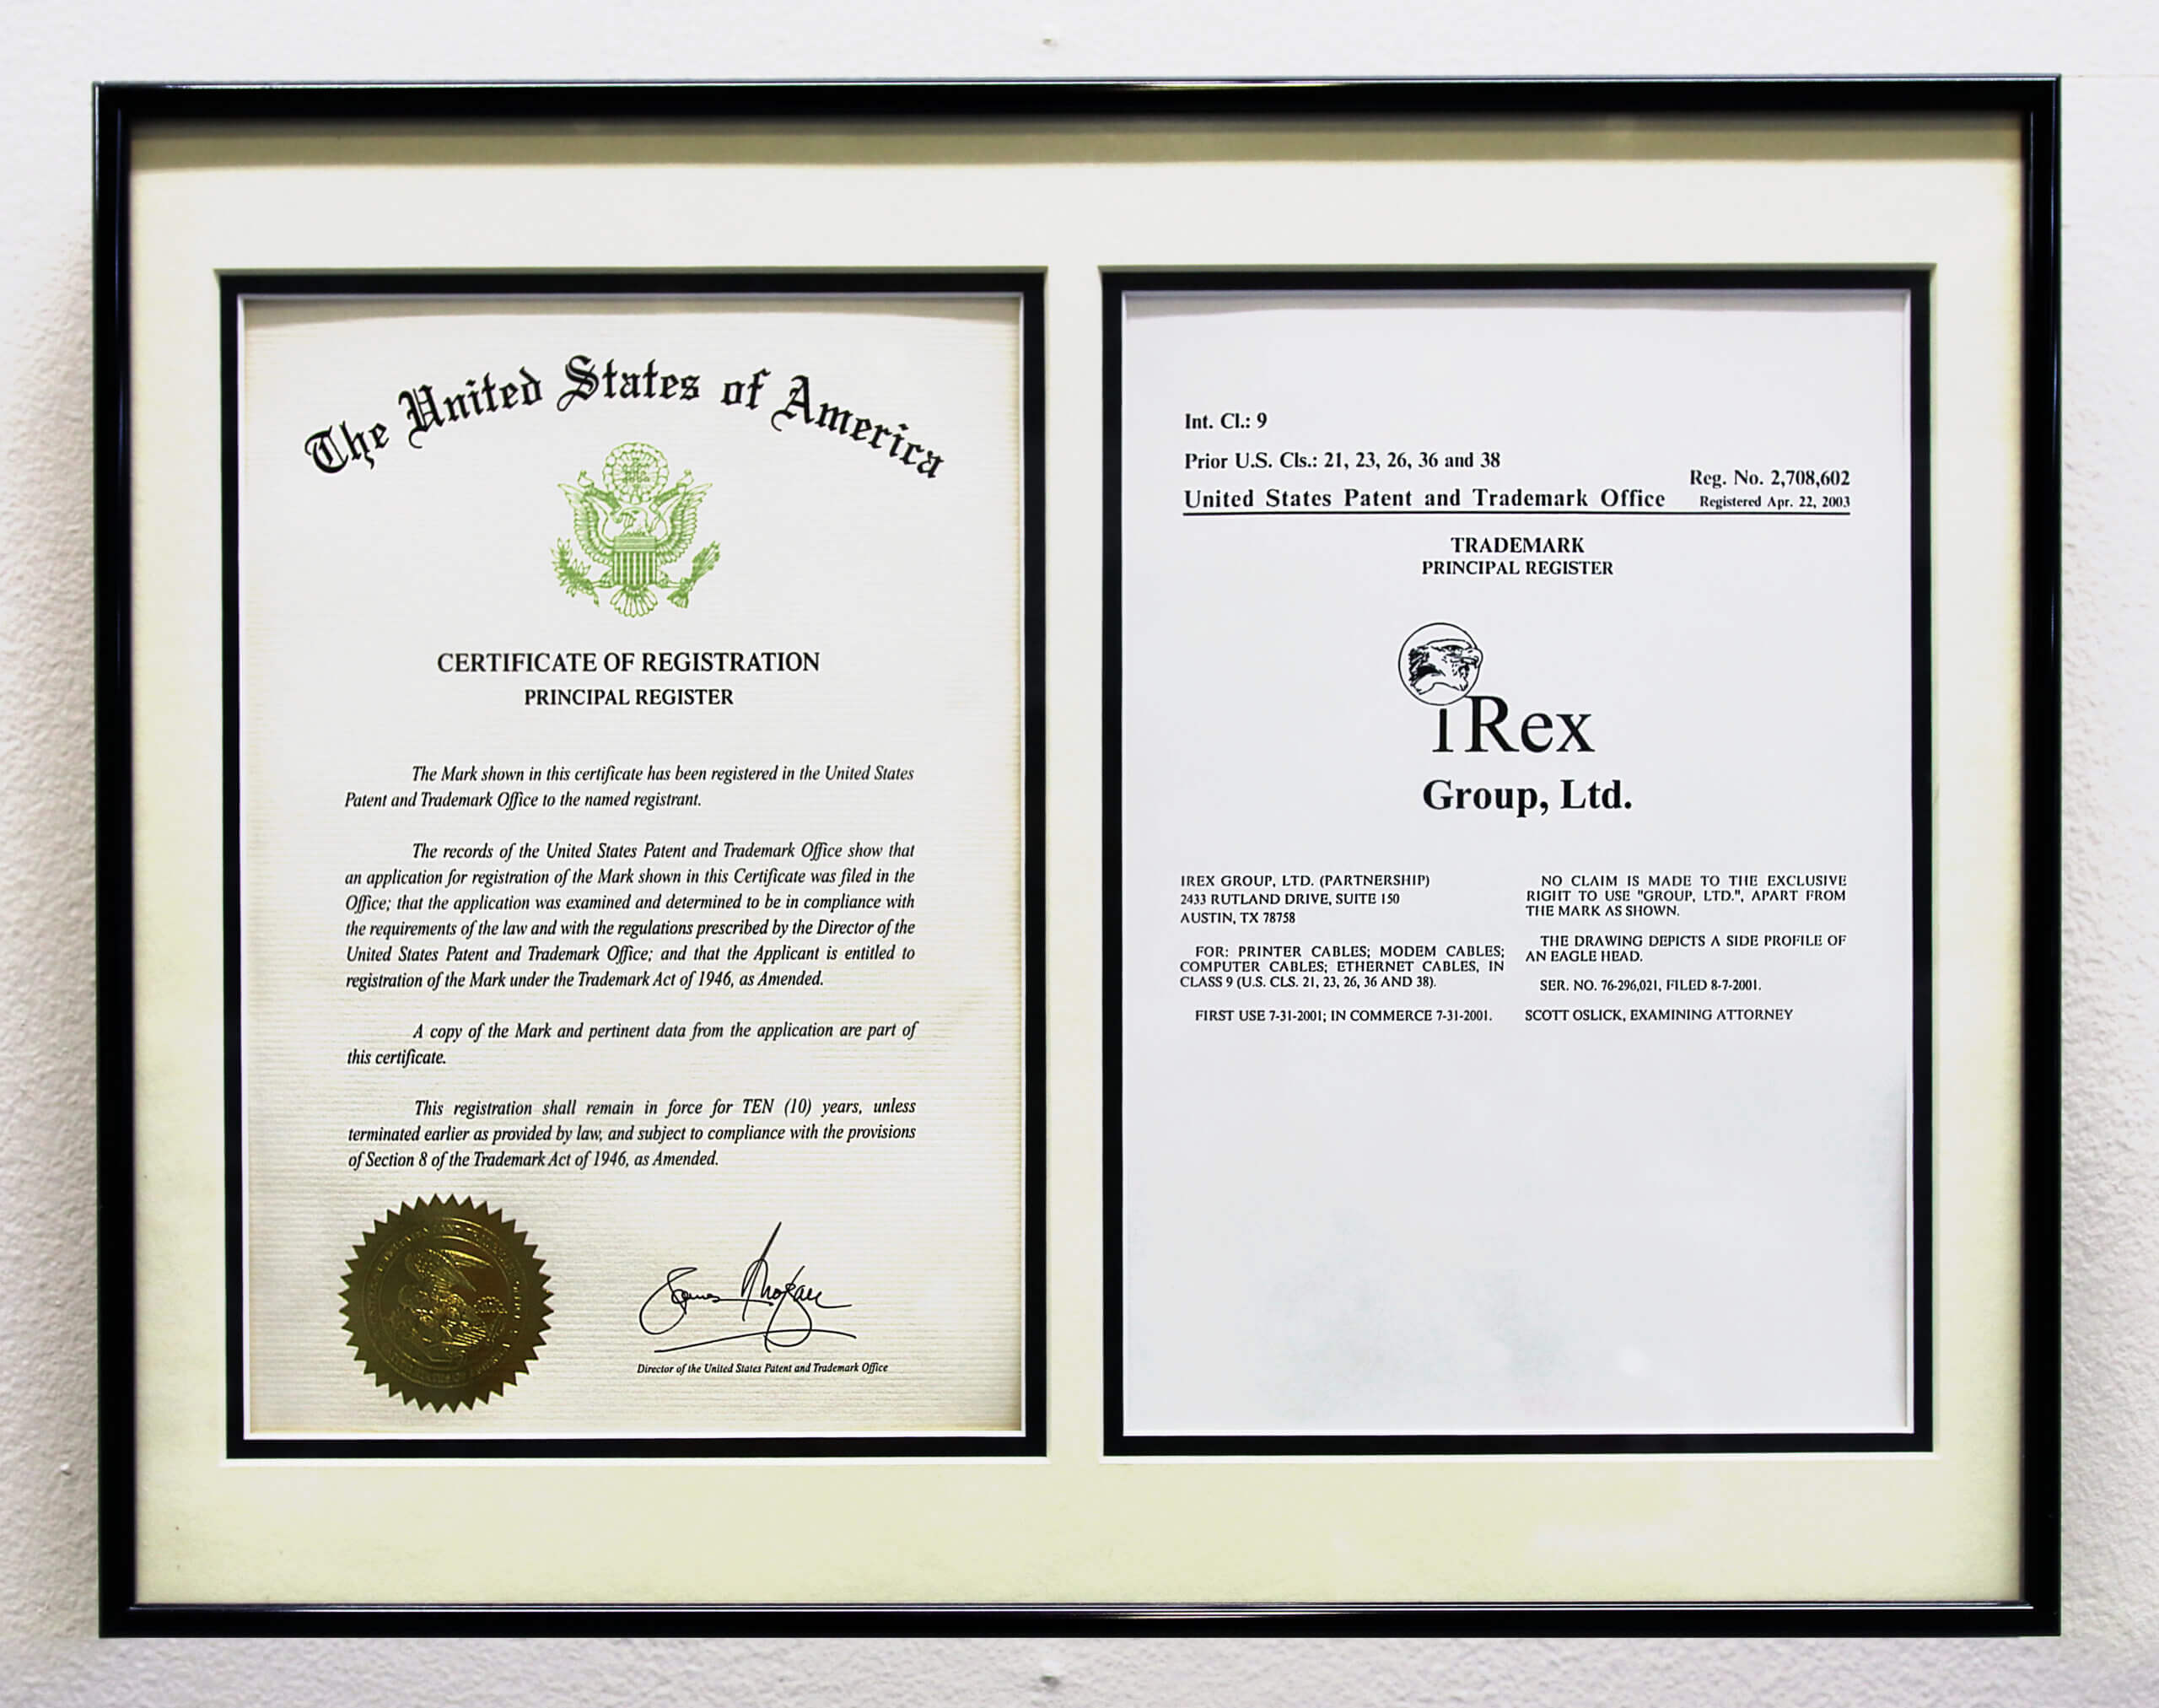 The United States of America
CERTIFICATE OF REGISTRATION
PRINCIPAL REGISTER
The Mark shown in this certificate has been registered in the United States
Patent and Trademark Office to the named registrant.
The records of the United States Patent and Trademark Office show that
an application for registration of the Mark shown in this Certificate was filed in the
Office; that the application was examined and determined to be in compliance with
the requirements of the law and with the regulations prescribed by the Director of the
United States Patent and Trademark Office; and that the Applicant is entitled to
registration of the Mark under the Trademark Act of 1946, as Amended.
A copy of the Mark and pertinent data from the application are part of
this certificate.
This registration shall remain in force for TEN (10) years, unless
terminated earlier as provided by law, and subject to compliance with the provisions
of Section 8 of the Trademark Act of 1946, as Amended.
Director of the United States Patent and Trademark Office
Int. Cl.: 9
Prior U.S. Cls.: 21, 23, 26, 36 and 38
Reg. No. 2,708,602
United States Patent and Trademark Office
Registered Apr. 22, 2003
TRADEMARK
PRINCIPAL REGISTER
iRex
Group, Ltd.
IREX GROUP, LTD. (PARTNERSHIP)
2433 RUTLAND DRIVE, SUITE 150
AUSTIN, TX 78758
FOR: PRINTER CABLES; MODEM CABLES;
COMPUTER CABLES; ETHERNET CABLES, IN
CLASS 9 (U.S. CLS. 21, 23, 26, 36 AND 38).
FIRST USE 7-31-2001; IN COMMERCE 7-31-2001.
NO CLAIM IS MADE TO THE EXCLUSIVE
RIGHT TO USE "GROUP, LTD.", APART FROM
THE MARK AS SHOWN.
THE DRAWING DEPICTS A SIDE PROFILE OF
AN EAGLE HEAD.
SER. NO. 76-296,021, FILED 8-7-2001.
SCOTT OSLICK, EXAMINING ATTORNEY